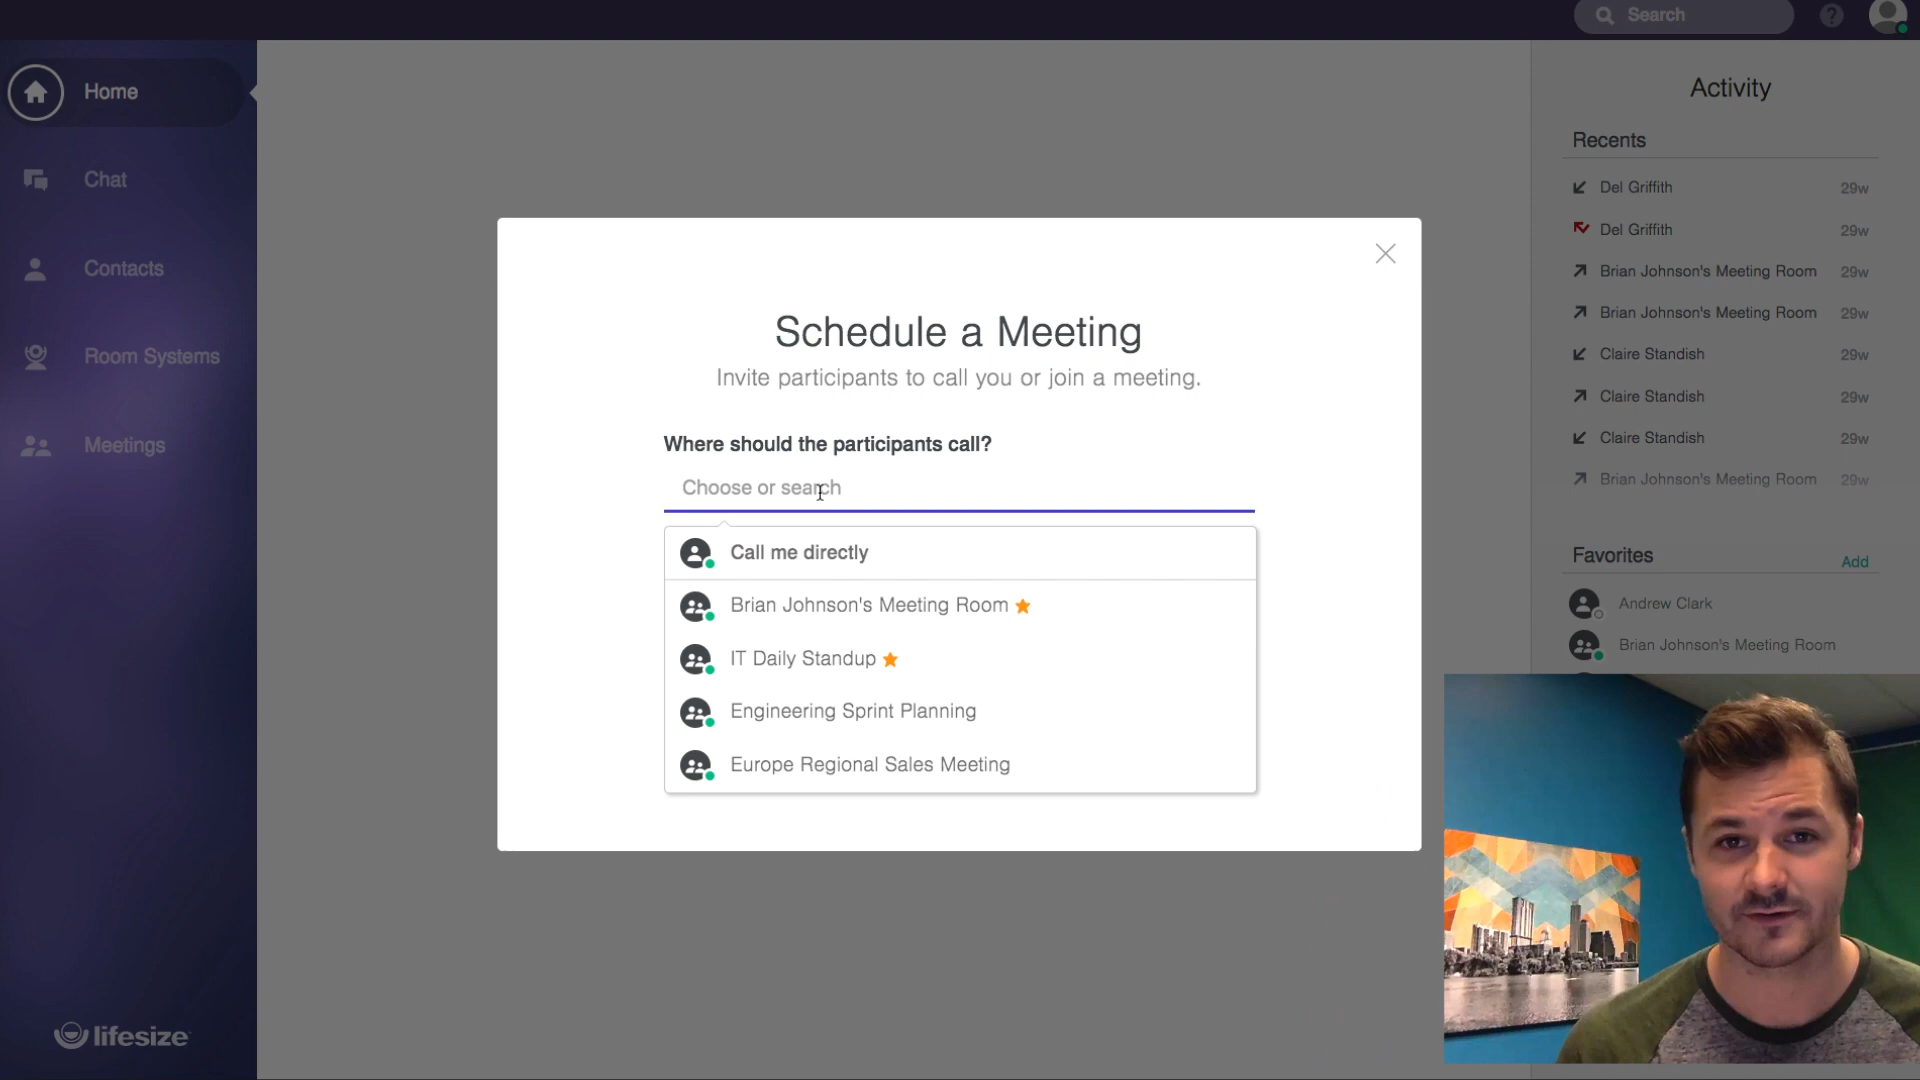 Search
?
Home
Chat
Contacts
Room Systems
Meetings
lifesize
Schedule a Meeting
Invite participants to call you or join a meeting.
Where should the participants call?
Choose or search
Call me directly
Brian Johnson's Meeting Room
IT Daily Standup
Engineering Sprint Planning
Europe Regional Sales Meeting
Activity
Recents
Del Griffith 29w
Del Griffith 29w
Brian Johnson's Meeting Room 29w
Brian Johnson's Meeting Room 29w
Claire Standish 29w
Claire Standish 29w
Claire Standish 29w
Brian Johnson's Meeting Room 29w
Favorites Add
Andrew Clark
Brian Johnson's Meeting Room